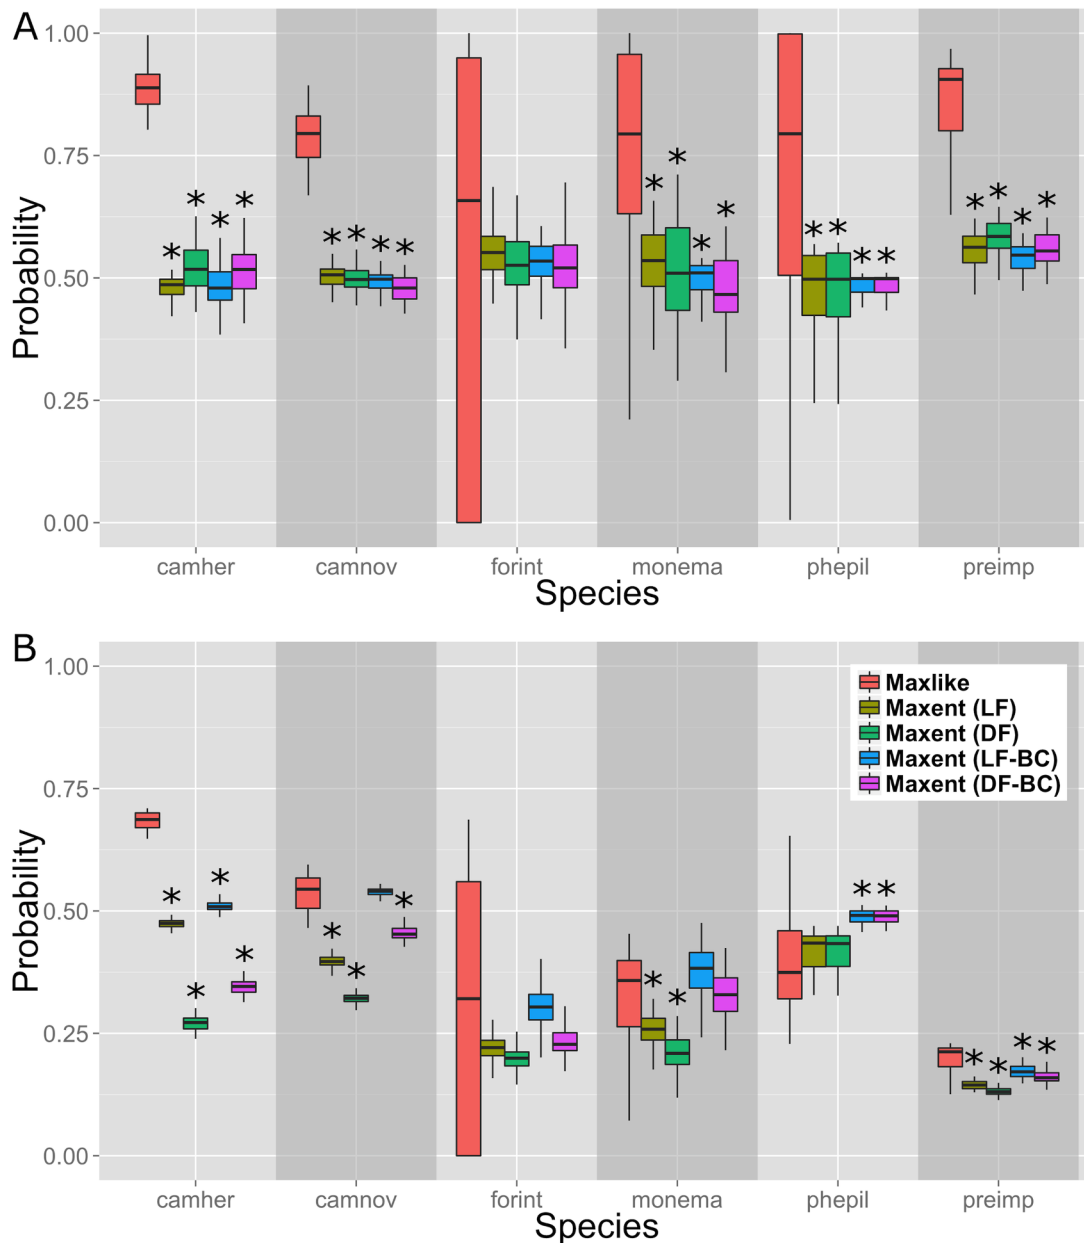 A
1.00
0.75
0.50
0.25
0.00
Probability
* * * *
* * * *
* * * *
* * * *
* * * *
camher camnov forint monema phepil preimp
Species
B
1.00
0.75
0.50
0.25
0.00
Probability
Maxlike
Maxent (LF)
Maxent (DF)
Maxent (LF-BC)
Maxent (DF-BC)
* * * *
* * *
* *
* *
* * * *
camher camnov forint monema phepil preimp
Species